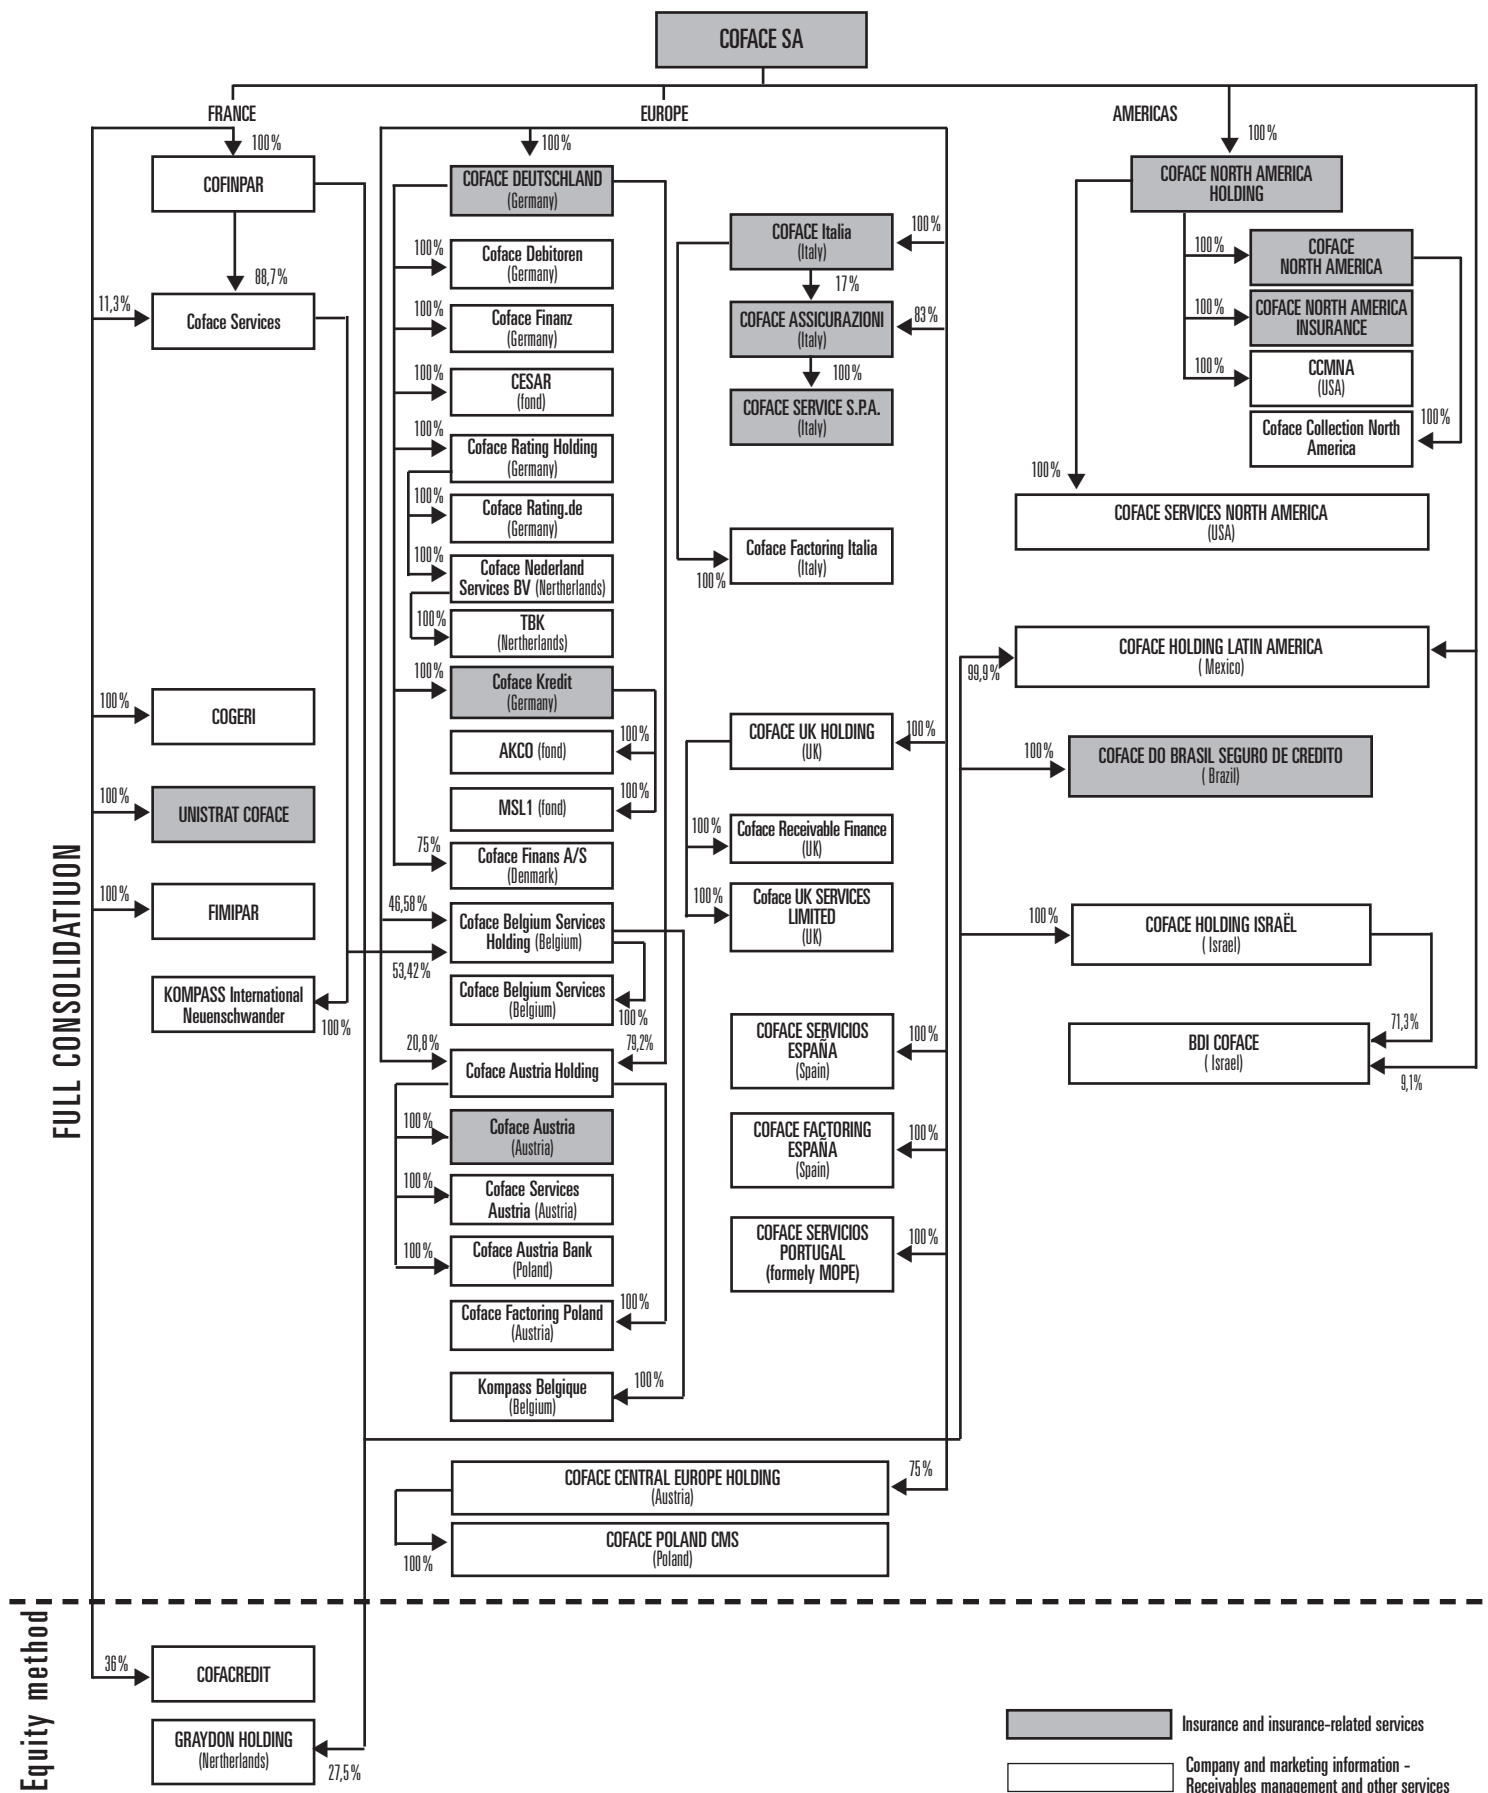 COFACE SA
FRANCE
EUROPE
AMERICAS
100%
COFINPAR
88,7%
11,3%
Coface Services
100%
COGERI
100%
UNISTRAT COFACE
100%
FIMIPAR
KOMPASS International
Neuenschwander
100%
100%
COFACE DEUTSCHLAND
(Germany)
100%
Coface Debitoren
(Germany)
100%
Coface Finanz
(Germany)
100%
CESAR
(fond)
100%
Coface Rating Holding
(Germany)
100%
Coface Rating.de
(Germany)
100%
Coface Nederland
Services BV (Nertherlands)
100%
TBK
(Nertherlands)
100%
Coface Kredit
(Germany)
AKCO (fond)
100%
MSL1 (fond)
100%
75%
Coface Finans A/S
(Denmark)
46,58%
Coface Belgium Services
Holding (Belgium)
53,42%
Coface Belgium Services
(Belgium)
100%
20,8%
79,2%
Coface Austria Holding
100%
Coface Austria
(Austria)
100%
Coface Services
Austria (Austria)
100%
Coface Austria Bank
(Poland)
Coface Factoring Poland
(Austria)
100%
Kompass Belgique
(Belgium)
100%
COFACE Italia
(Italy)
100%
17%
COFACE ASSICURAZIONI
(Italy)
83%
100%
COFACE SERVICE S.P.A.
(Italy)
Coface Factoring Italia
(Italy)
100%
COFACE UK HOLDING
(UK)
100%
100%
Coface Receivable Finance
(UK)
100%
Coface UK SERVICES
LIMITED
(UK)
COFACE SERVICIOS
ESPAÑA
(Spain)
100%
COFACE FACTORING
ESPAÑA
(Spain)
100%
COFACE SERVICIOS
PORTUGAL
(formely MOPE)
100%
COFACE CENTRAL EUROPE HOLDING
(Austria)
75%
COFACE POLAND CMS
(Poland)
100%
100%
COFACE NORTH AMERICA
HOLDING
100%
COFACE
NORTH AMERICA
100%
COFACE NORTH AMERICA
INSURANCE
100%
CCMNA
(USA)
Coface Collection North
America
100%
100%
COFACE SERVICES NORTH AMERICA
(USA)
99,9%
COFACE HOLDING LATIN AMERICA
( Mexico)
100%
COFACE DO BRASIL SEGURO DE CREDITO
( Brazil)
100%
COFACE HOLDING ISRAËL
( Israel)
71,3%
BDI COFACE
( Israel)
9,1%
FULL CONSOLIDATIUON
Equity method
36%
COFACREDIT
GRAYDON HOLDING
(Nertherlands)
27,5%
Insurance and insurance-related services
Company and marketing information -
Receivables management and other services